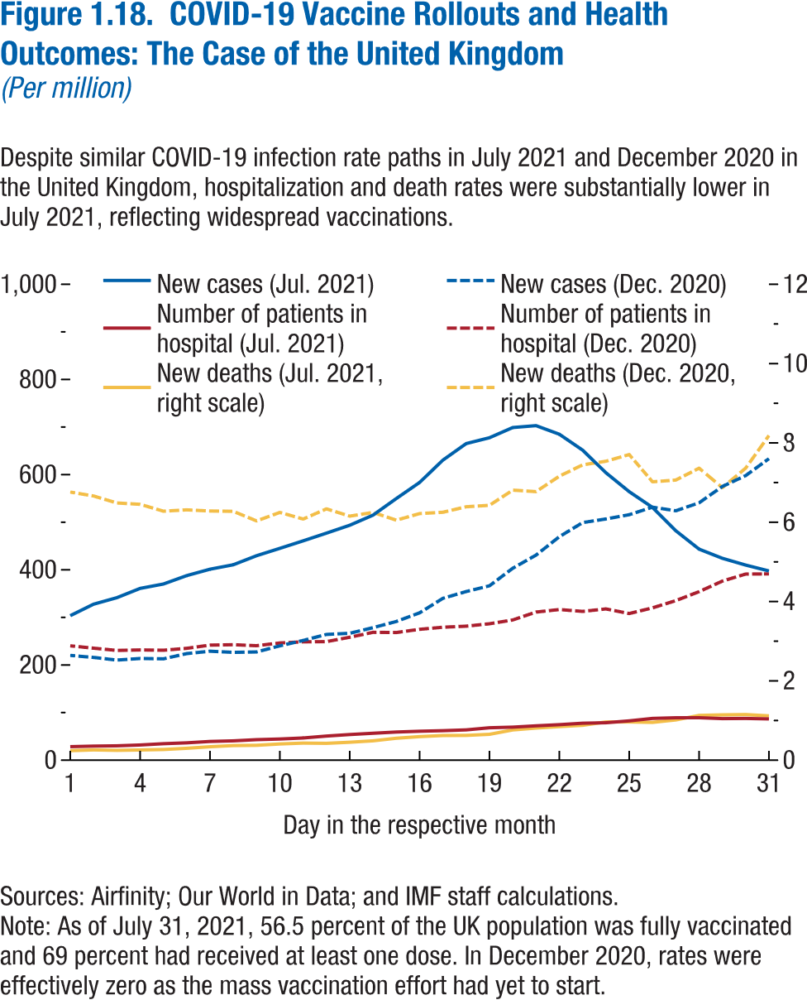 Figure 1.18. COVID-19 Vaccine Rollouts and Health
Outcomes: The Case of the United Kingdom
(Per million)
Despite similar COVID-19 infection rate paths in July 2021 and December 2020 in
the United Kingdom, hospitalization and death rates were substantially lower in
July 2021, reflecting widespread vaccinations.
New cases (Jul. 2021)
Number of patients in
hospital (Jul. 2021)
New deaths (Jul. 2021,
right scale)
New cases (Dec. 2020)
Number of patients in
hospital (Dec. 2020)
New deaths (Dec. 2020,
right scale)
1,000
800
600
400
200
0
12
10
8
6
4
2
0
1 4 7 10 13 16 19 22 25 28 31
Day in the respective month
Sources: Airfinity; Our World in Data; and IMF staff calculations.
Note: As of July 31, 2021, 56.5 percent of the UK population was fully vaccinated
and 69 percent had received at least one dose. In December 2020, rates were
effectively zero as the mass vaccination effort had yet to start.